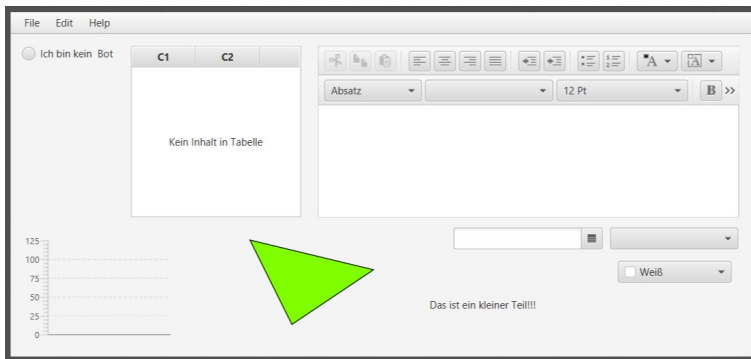 File Edit Help
Ich bin kein Bot
C1 C2
Kein Inhalt in Tabelle
A A
Absatz 12 Pt B >>
125
100
75
50
25
0
Weiß
Das ist ein kleiner Teil!!!